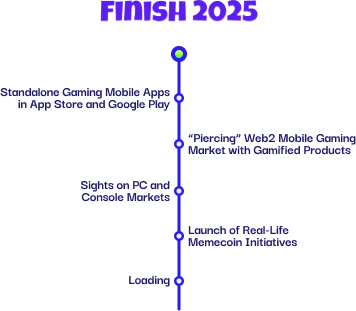 FINISH 2025
Standalone Gaming Mobile Apps
in App Store and Google Play
“Piercing” Web2 Mobile Gaming
Market with Gamified Products
Sights on PC and
Console Markets
Launch of Real-Life
Memecoin Initiatives
Loading